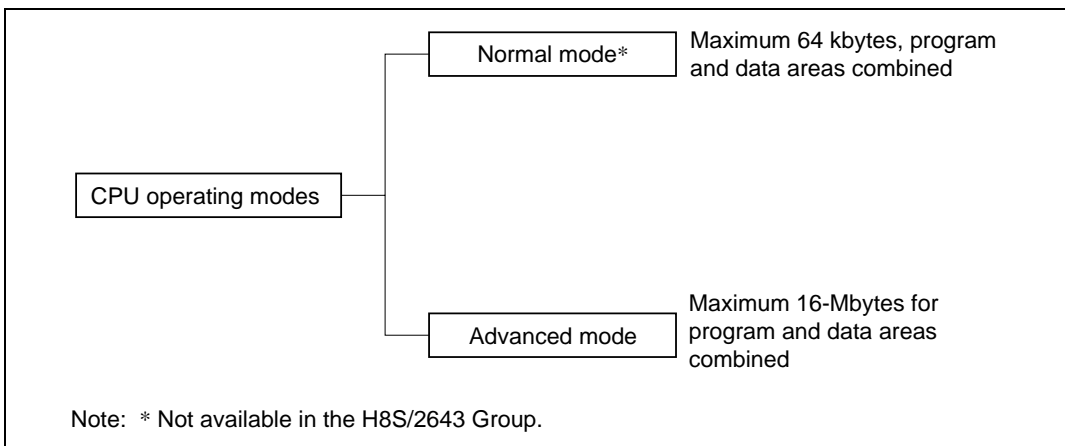 Normal mode*
Maximum 64 kbytes, program
and data areas combined
CPU operating modes
Advanced mode
Maximum 16-Mbytes for
program and data areas
combined
Note: * Not available in the H8S/2643 Group.